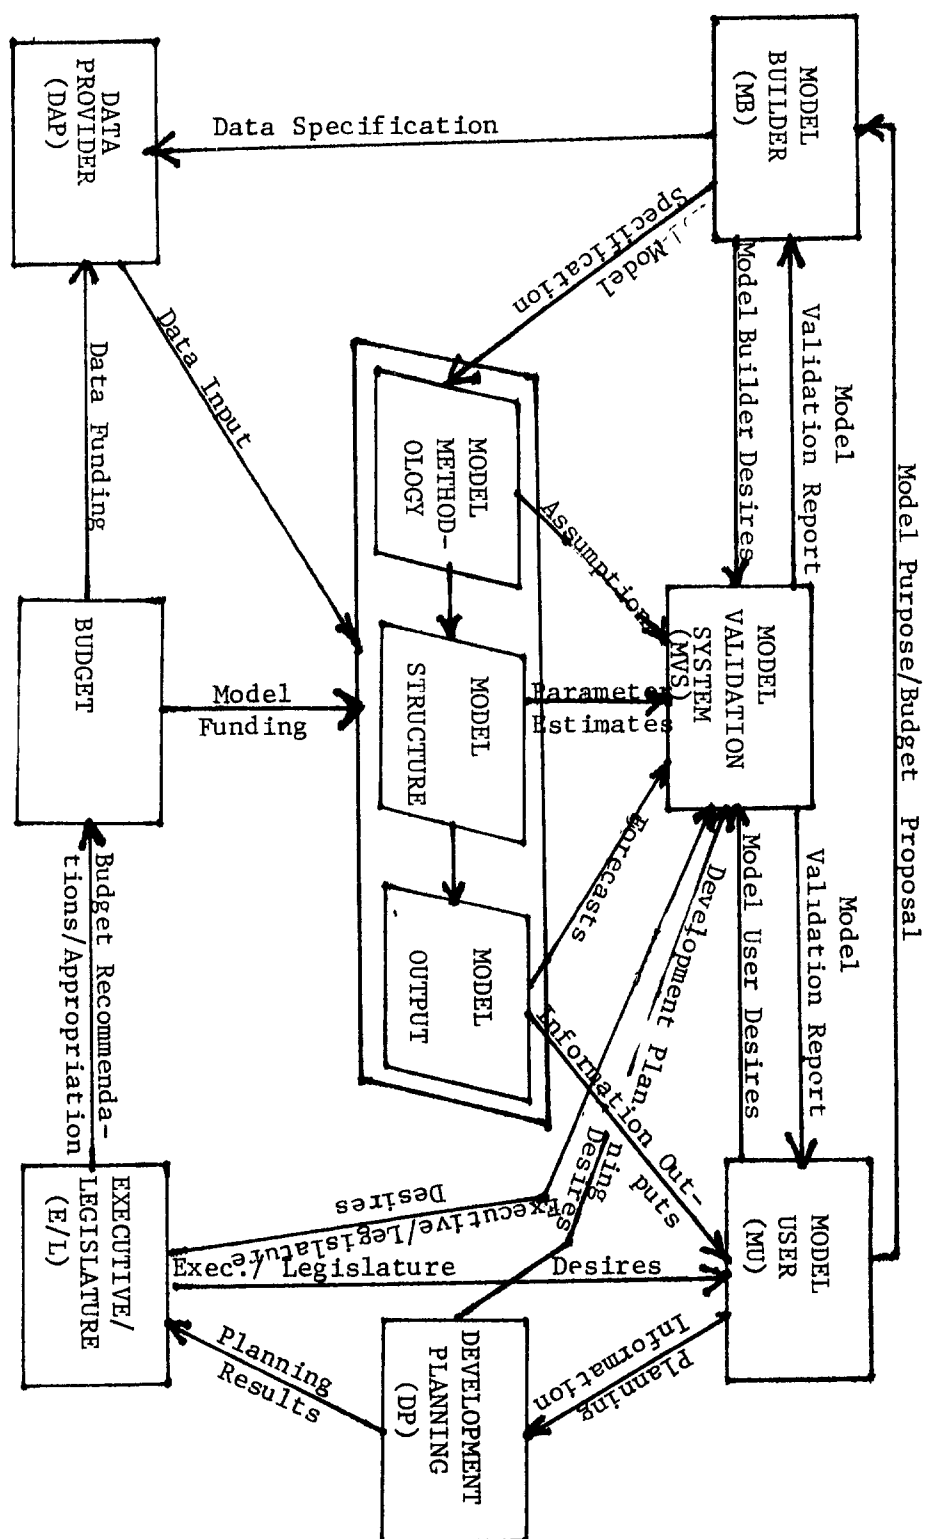 MODEL
BUILDER
(MB)
DATA
PROVIDER
(DAP)
Data Specification
Model
Specification
Model Builder Desires
Model
Validation Report
Model Purpose/Budget Proposal
Data Input
Data Funding
MODEL
METHOD-
OLOGY
Assumptions
MODEL
VALIDATION
SYSTEM
(MVS)
BUDGET
Model
Funding
MODEL
STRUCTURE
Parameter
Estimates
Forecasts
MODEL
OUTPUT
Information Out-
puts
Development Plan-
ning
Desires
Model User Desires
Model
Validation Report
Budget Recommenda-
tions/Appropriation
EXECUTIVE/
LEGISLATURE
(E/L)
Executive/Legislature
Desires
Exec./ Legislature Desires
MODEL
USER
(MU)
Planning
Information
Planning
Results
DEVELOPMENT
PLANNING
(DP)